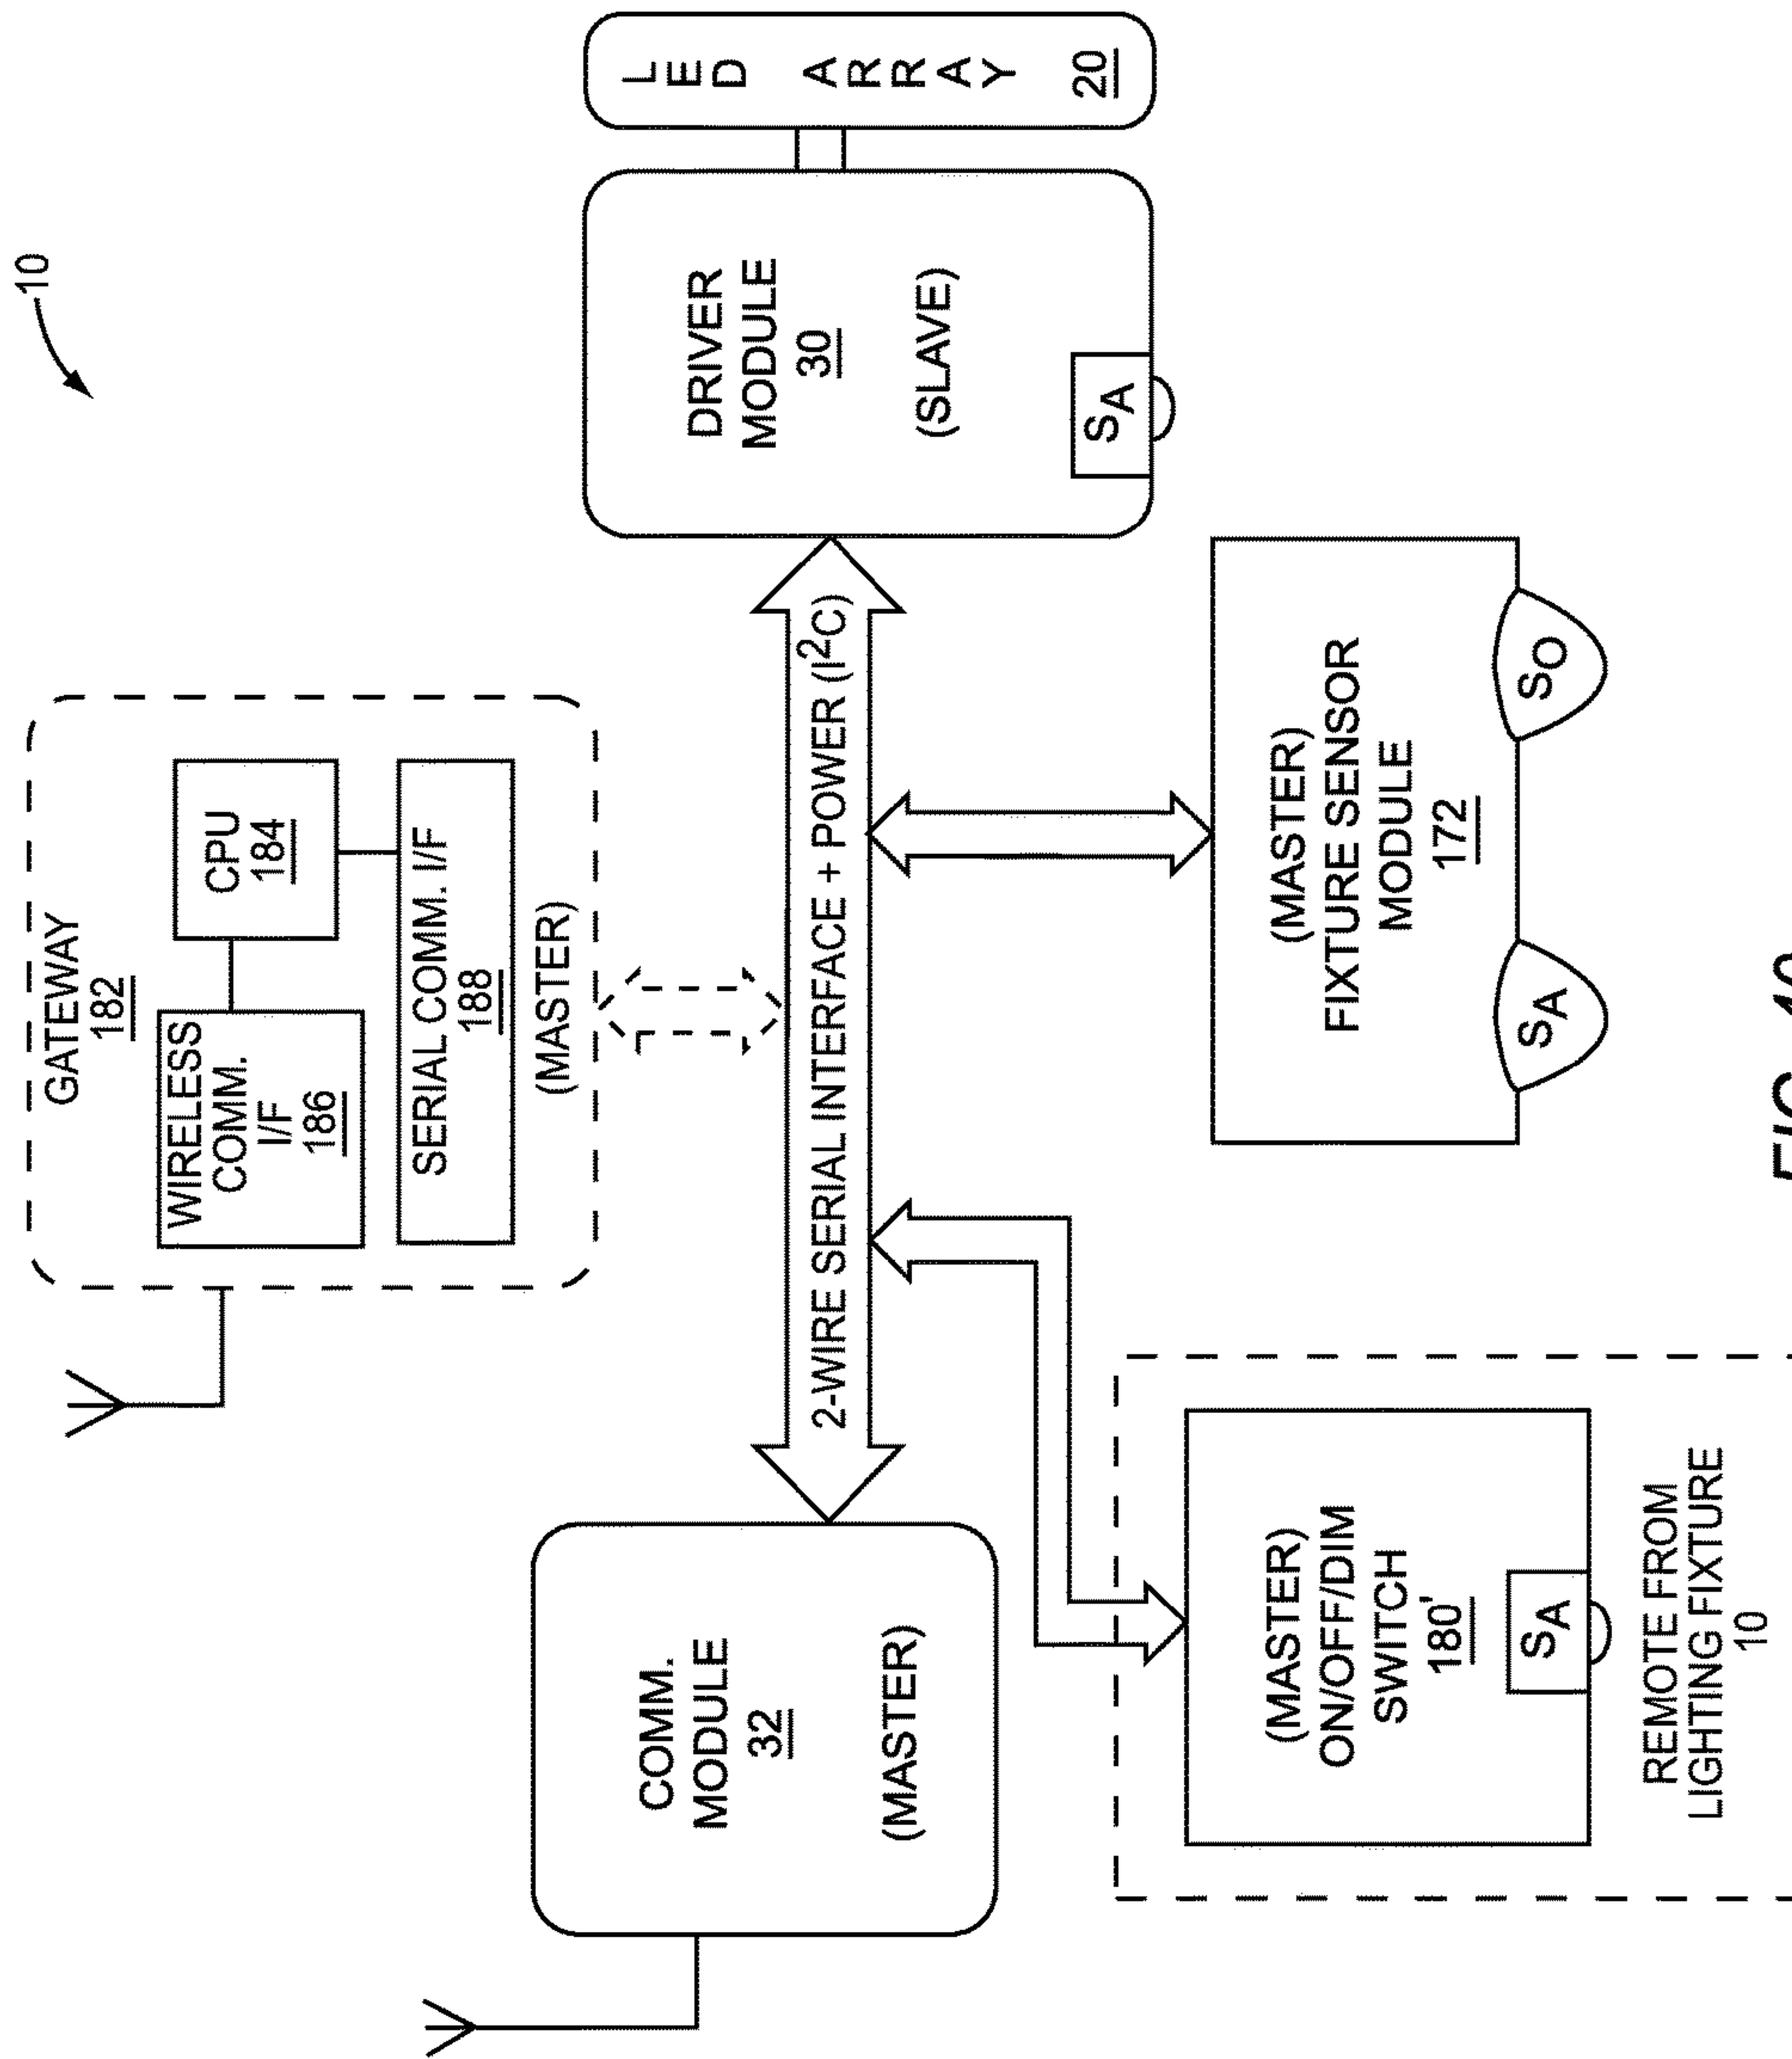 10
GATEWAY
182
WIRELESS
COMM.
I/F
186
CPU
184
SERIAL COMM. I/F
188
(MASTER)
COMM.
MODULE
32
(MASTER)
2-WIRE SERIAL INTERFACE + POWER (I²C)
DRIVER
MODULE
30
(SLAVE)
SA
LED ARRAY
20
(MASTER)
ON/OFF/DIM
SWITCH
180'
SA
REMOTE FROM
LIGHTING FIXTURE
10
(MASTER)
FIXTURE SENSOR
MODULE
172
SA
SO